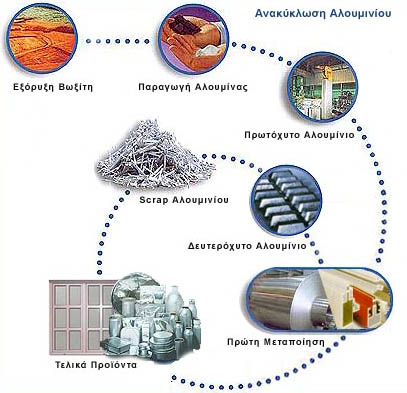 Ανακύκλωση Αλουμινίου
Εξόρυξη Βωξίτη
Παραγωγή Αλουμίνας
Πρωτόχυτο Αλουμίνιο
Scrap Αλουμινίου
Δευτερόχυτο Αλουμίνιο
Πρώτη Μεταποίηση
Τελικά Προϊόντα